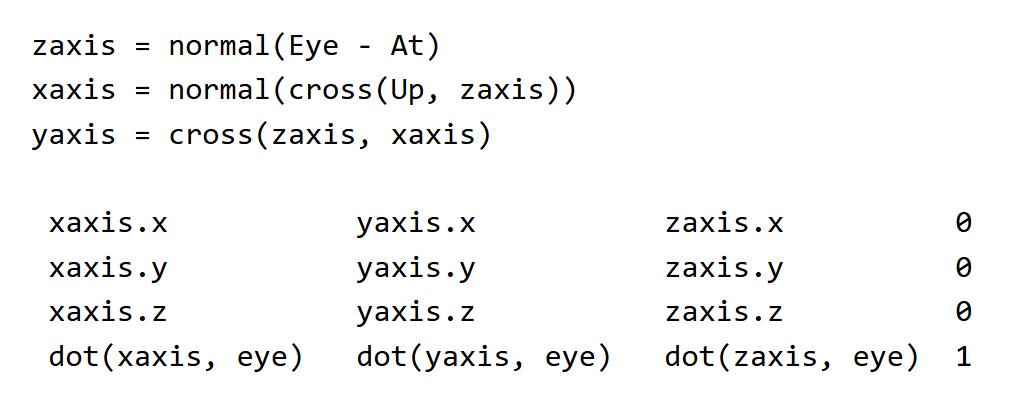 zaxis = normal(Eye - At)
xaxis = normal(cross(Up, zaxis))
yaxis = cross(zaxis, xaxis)
xaxis.x yaxis.x zaxis.x 0
xaxis.y yaxis.y zaxis.y 0
xaxis.z yaxis.z zaxis.z 0
dot(xaxis, eye) dot(yaxis, eye) dot(zaxis, eye) 1